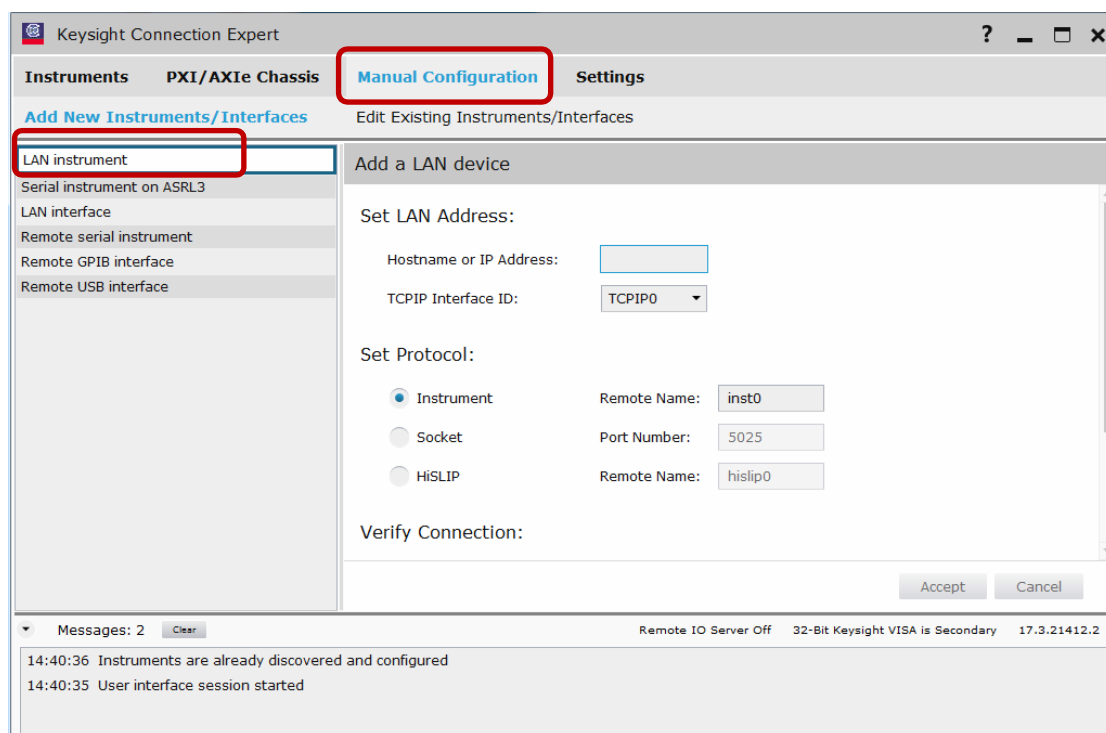 Keysight Connection Expert ?
Instruments PXI/AXIe Chassis Manual Configuration Settings
Add New Instruments/Interfaces Edit Existing Instruments/Interfaces
LAN instrument
Serial instrument on ASRL3
LAN interface
Remote serial instrument
Remote GPIB interface
Remote USB interface
Add a LAN device
Set LAN Address:
Hostname or IP Address:
TCPIP Interface ID: TCPIP0
Set Protocol:
Instrument Remote Name: inst0
Socket Port Number: 5025
HiSLIP Remote Name: hislip0
Verify Connection:
Accept Cancel
Messages: 2 Clear Remote IO Server Off 32-Bit Keysight VISA is Secondary 17.3.21412.2
14:40:36 Instruments are already discovered and configured
14:40:35 User interface session started